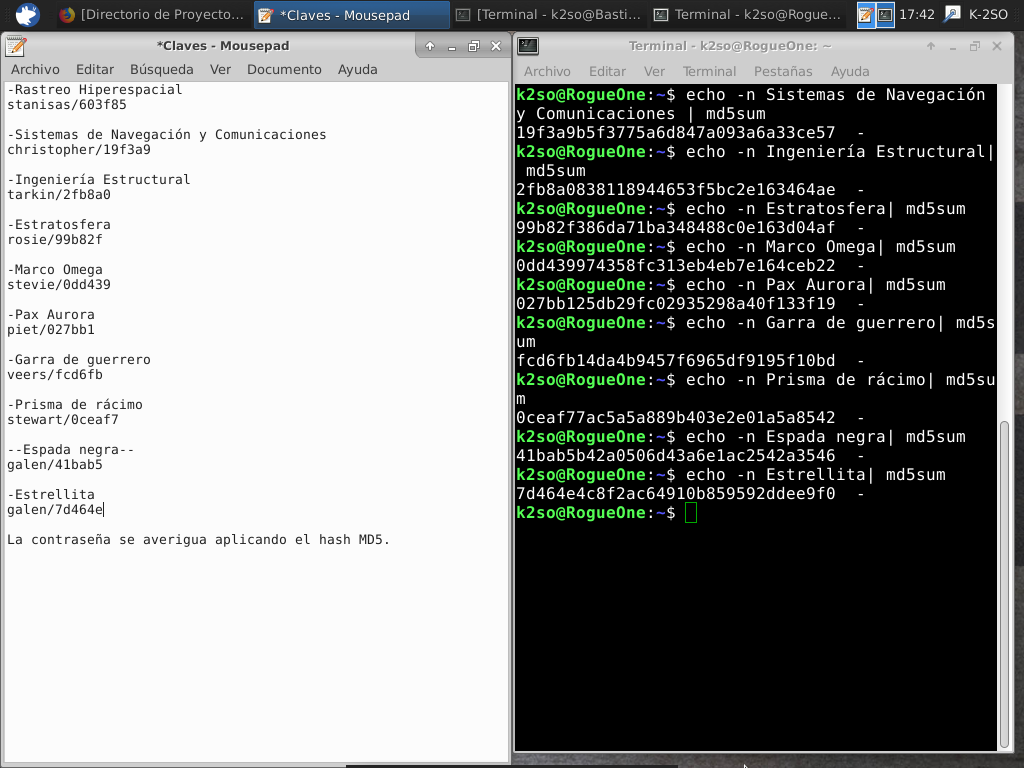 [Directorio de Proyecto...
*Claves - Mousepad
[Terminal - k2so@Basti...
Terminal - k2so@Rogue...
17:42
K-2SO
*Claves - Mousepad
Archivo Editar Búsqueda Ver Documento Ayuda
-Rastreo Hiperespacial
stanisas/603f85
-Sistemas de Navegación y Comunicaciones
christopher/19f3a9
-Ingeniería Estructural
tarkin/2fb8a0
-Estratosfera
rosie/99b82f
-Marco Omega
stevie/0dd439
-Pax Aurora
piet/027bb1
-Garra de guerrero
veers/fcd6fb
-Prisma de rácimo
stewart/0ceaf7
--Espada negra--
galen/41bab5
-Estrellita
galen/7d464e
La contraseña se averigua aplicando el hash MD5.
Terminal - k2so@RogueOne: ~
Archivo Editar Ver Terminal Pestañas Ayuda
k2so@RogueOne:~$ echo -n Sistemas de Navegación
y Comunicaciones | md5sum
19f3a9b5f3775a6d847a093a6a33ce57  -
k2so@RogueOne:~$ echo -n Ingeniería Estructural|
md5sum
2fb8a0838118944653f5bc2e163464ae  -
k2so@RogueOne:~$ echo -n Estratosfera| md5sum
99b82f386da71ba348488c0e163d04af  -
k2so@RogueOne:~$ echo -n Marco Omega| md5sum
0dd439974358fc313eb4eb7e164ceb22  -
k2so@RogueOne:~$ echo -n Pax Aurora| md5sum
027bb125db29fc02935298a40f133f19  -
k2so@RogueOne:~$ echo -n Garra de guerrero| md5s
um
fcd6fb14da4b9457f6965df9195f10bd  -
k2so@RogueOne:~$ echo -n Prisma de rácimo| md5su
m
0ceaf77ac5a5a889b403e2e01a5a8542  -
k2so@RogueOne:~$ echo -n Espada negra| md5sum
41bab5b42a0506d43a6e1ac2542a3546  -
k2so@RogueOne:~$ echo -n Estrellita| md5sum
7d464e4c8f2ac64910b859592ddee9f0  -
k2so@RogueOne:~$